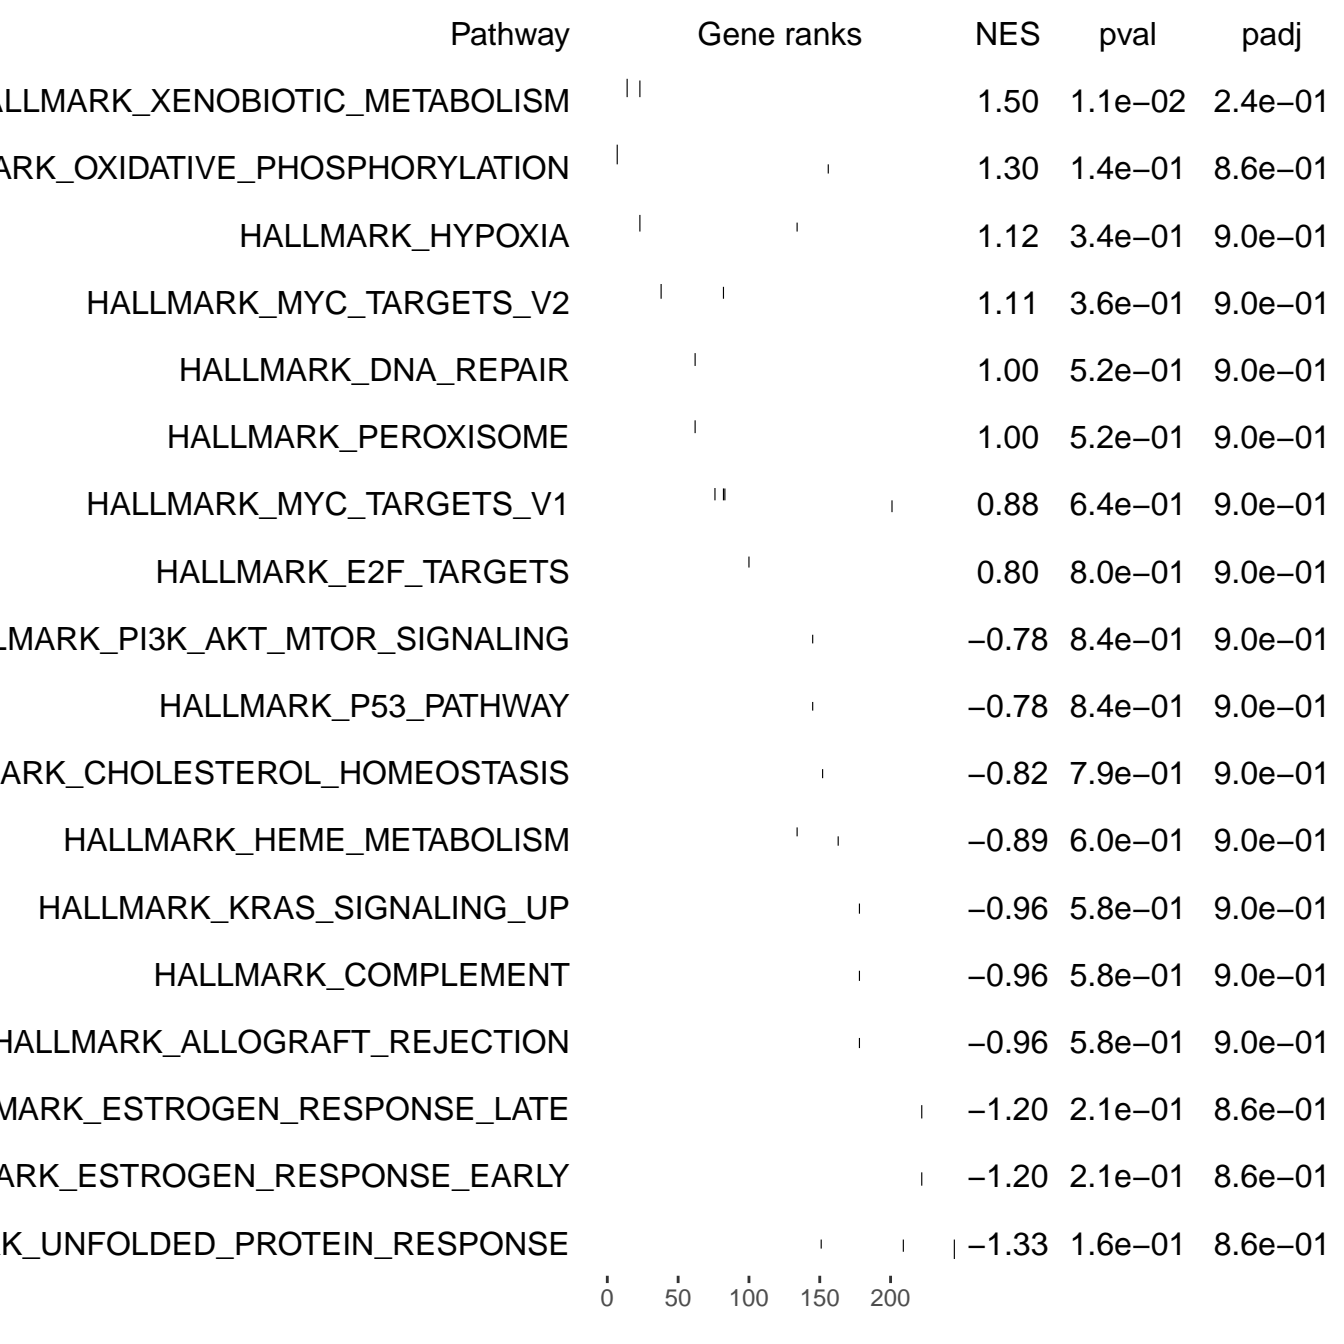 Pathway Gene ranks NES pval padj
ALLMARK_XENOBIOTIC_METABOLISM 1.50 1.1e−02 2.4e−01
ARK_OXIDATIVE_PHOSPHORYLATION 1.30 1.4e−01 8.6e−01
HALLMARK_HYPOXIA 1.12 3.4e−01 9.0e−01
HALLMARK_MYC_TARGETS_V2 1.11 3.6e−01 9.0e−01
HALLMARK_DNA_REPAIR 1.00 5.2e−01 9.0e−01
HALLMARK_PEROXISOME 1.00 5.2e−01 9.0e−01
HALLMARK_MYC_TARGETS_V1 0.88 6.4e−01 9.0e−01
HALLMARK_E2F_TARGETS 0.80 8.0e−01 9.0e−01
LMARK_PI3K_AKT_MTOR_SIGNALING −0.78 8.4e−01 9.0e−01
HALLMARK_P53_PATHWAY −0.78 8.4e−01 9.0e−01
ARK_CHOLESTEROL_HOMEOSTASIS −0.82 7.9e−01 9.0e−01
HALLMARK_HEME_METABOLISM −0.89 6.0e−01 9.0e−01
HALLMARK_KRAS_SIGNALING_UP −0.96 5.8e−01 9.0e−01
HALLMARK_COMPLEMENT −0.96 5.8e−01 9.0e−01
HALLMARK_ALLOGRAFT_REJECTION −0.96 5.8e−01 9.0e−01
MARK_ESTROGEN_RESPONSE_LATE −1.20 2.1e−01 8.6e−01
ARK_ESTROGEN_RESPONSE_EARLY −1.20 2.1e−01 8.6e−01
K_UNFOLDED_PROTEIN_RESPONSE −1.33 1.6e−01 8.6e−01
0 50 100 150 200